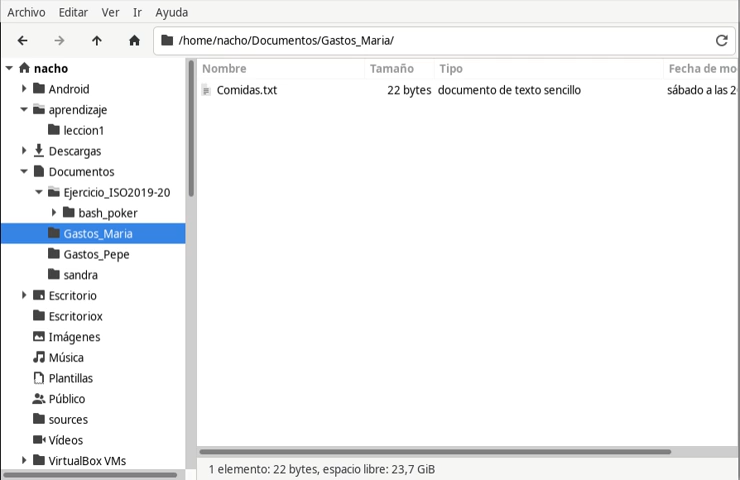 Archivo Editar Ver Ir Ayuda
/home/nacho/Documentos/Gastos_Maria/
nacho
Android
aprendizaje
leccion1
Descargas
Documentos
Ejercicio_ISO2019-20
bash_poker
Gastos_Maria
Gastos_Pepe
sandra
Escritorio
Escritoriox
Imágenes
Música
Plantillas
Público
sources
Vídeos
VirtualBox VMs
Nombre Tamaño Tipo Fecha de mo
Comidas.txt 22 bytes documento de texto sencillo sábado a las 2
1 elemento: 22 bytes, espacio libre: 23,7 GiB